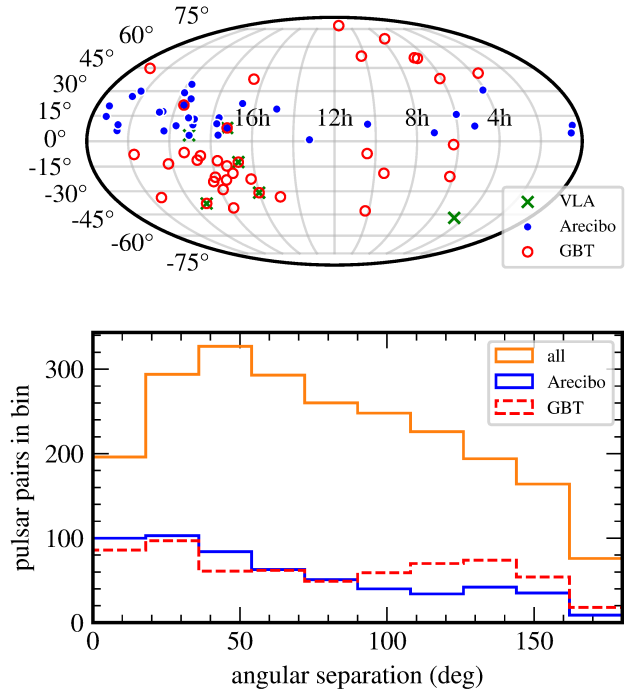 75°
60°
45°
30°
15°
0°
-15°
-30°
-45°
-60°
-75°
16h 12h 8h 4h
VLA
Arecibo
GBT
300
200
100
0
pulsar pairs in bin
all
Arecibo
GBT
0 50 100 150
angular separation (deg)